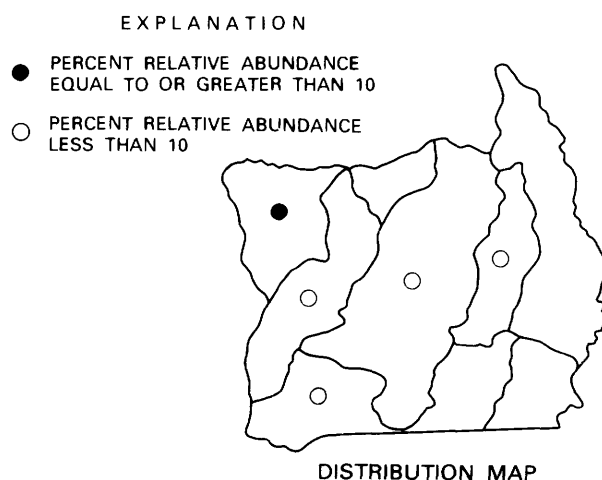 EXPLANATION
PERCENT RELATIVE ABUNDANCE
EQUAL TO OR GREATER THAN 10
PERCENT RELATIVE ABUNDANCE
LESS THAN 10
DISTRIBUTION MAP